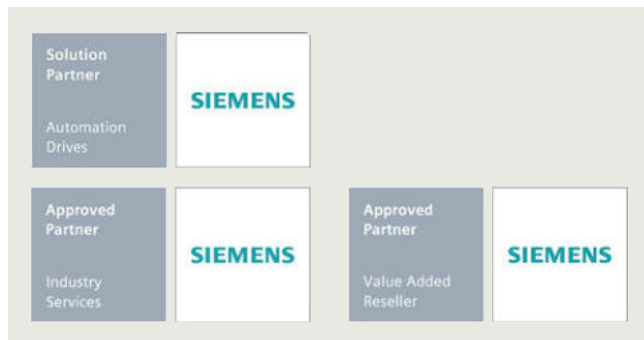 Solution
Partner
SIEMENS
Automation
Drives
Approved
Partner
SIEMENS
Industry
Services
Approved
Partner
SIEMENS
Value Added
Reseller